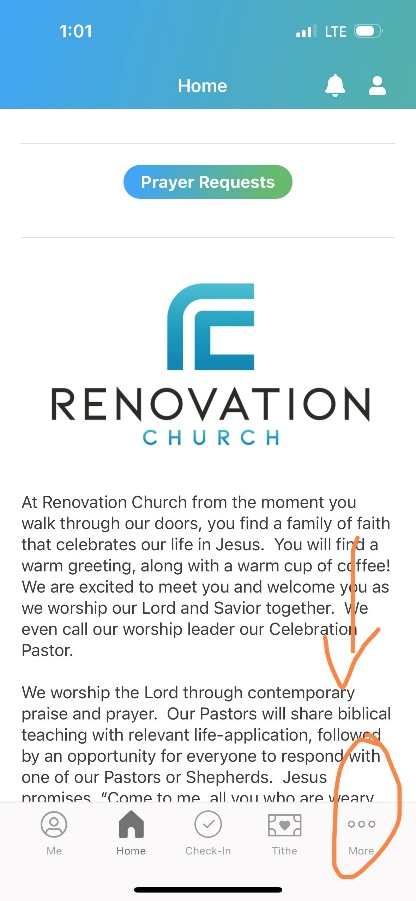 1:01 LTE
Home
Prayer Requests
RENOVATION
CHURCH
At Renovation Church from the moment you
walk through our doors, you find a family of faith
that celebrates our life in Jesus.  You will find a
warm greeting, along with a warm cup of coffee!
We are excited to meet you and welcome you as
we worship our Lord and Savior together.  We
even call our worship leader our Celebration
Pastor.
We worship the Lord through contemporary
praise and prayer.  Our Pastors will share biblical
teaching with relevant life-application, followed
by an opportunity for everyone to respond with
one of our Pastors or Shepherds.  Jesus
promises, “Come to me, all you who are weary
Me Home Check-In Tithe More